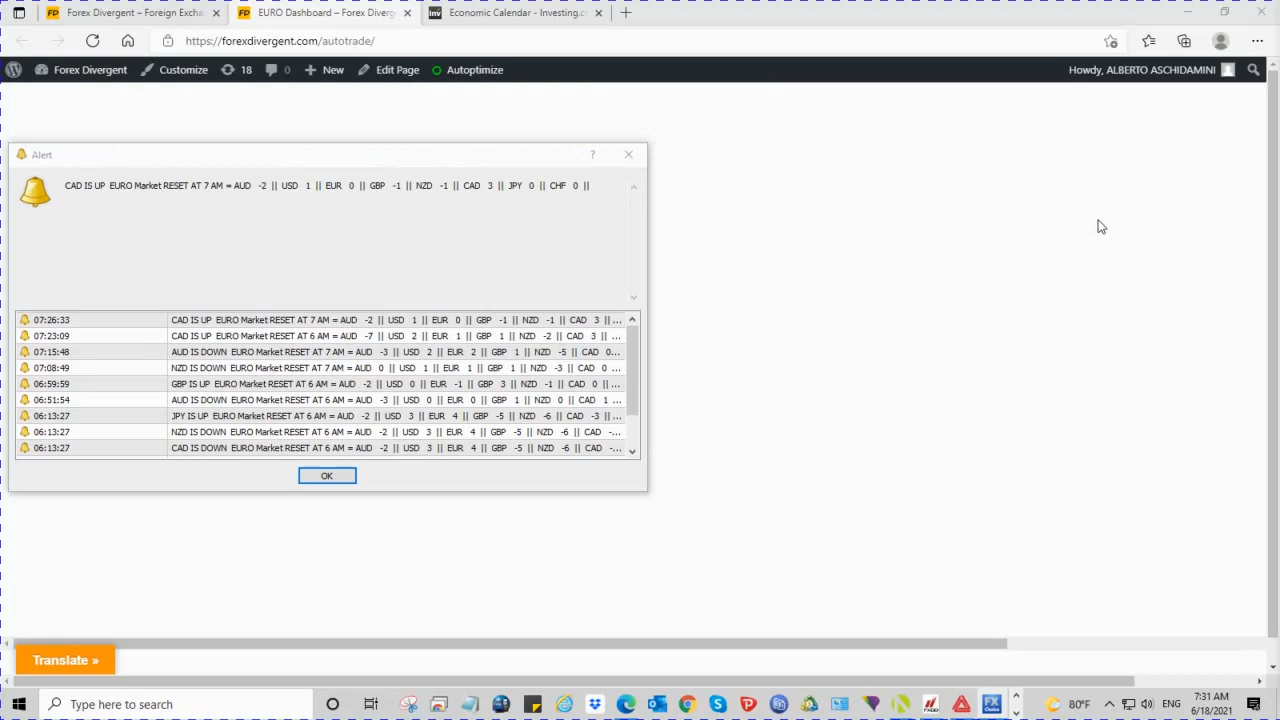 Forex Divergent – Foreign Excha
EURO Dashboard – Forex Diverg
Economic Calendar - Investing.c
https://forexdivergent.com/autotrade/
Forex Divergent Customize 18 0 New Edit Page Autoptimize Howdy, ALBERTO ASCHIDAMINI
Alert
CAD IS UP EURO Market RESET AT 7 AM = AUD -2 || USD 1 || EUR 0 || GBP -1 || NZD -1 || CAD 3 || JPY 0 || CHF 0 ||
07:26:33 CAD IS UP EURO Market RESET AT 7 AM = AUD -2 || USD 1 || EUR 0 || GBP -1 || NZD -1 || CAD 3 || ...
07:23:09 CAD IS UP EURO Market RESET AT 6 AM = AUD -7 || USD 2 || EUR 1 || GBP 1 || NZD -2 || CAD 3 ...
07:15:48 AUD IS DOWN EURO Market RESET AT 7 AM = AUD -3 || USD 2 || EUR 2 || GBP 1 || NZD -5 || CAD 0...
07:08:49 NZD IS DOWN EURO Market RESET AT 7 AM = AUD 0 || USD 1 || EUR 1 || GBP 1 || NZD -3 || CAD 0 ...
06:59:59 GBP IS UP EURO Market RESET AT 6 AM = AUD -2 || USD 0 || EUR -1 || GBP 3 || NZD -1 || CAD 0 || ...
06:51:54 AUD IS DOWN EURO Market RESET AT 6 AM = AUD -3 || USD 0 || EUR 0 || GBP 1 || NZD 0 || CAD 1 ...
06:13:27 JPY IS UP EURO Market RESET AT 6 AM = AUD -2 || USD 3 || EUR 4 || GBP -5 || NZD -6 || CAD -3 ...
06:13:27 NZD IS DOWN EURO Market RESET AT 6 AM = AUD -2 || USD 3 || EUR 4 || GBP -5 || NZD -6 || CAD -...
06:13:27 CAD IS DOWN EURO Market RESET AT 6 AM = AUD -2 || USD 3 || EUR 4 || GBP -5 || NZD -6 || CAD -...
OK
Translate »
Type here to search
80°F
ENG
7:31 AM
6/18/2021